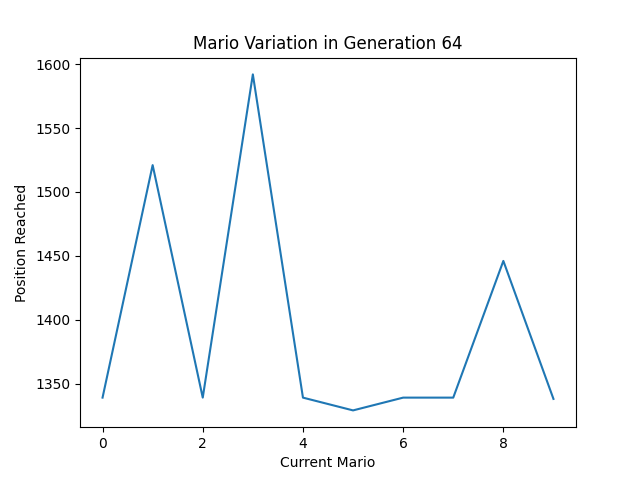 Mario Variation in Generation 64
1600
1550
1500
1450
1400
1350
Position Reached
0 2 4 6 8
Current Mario